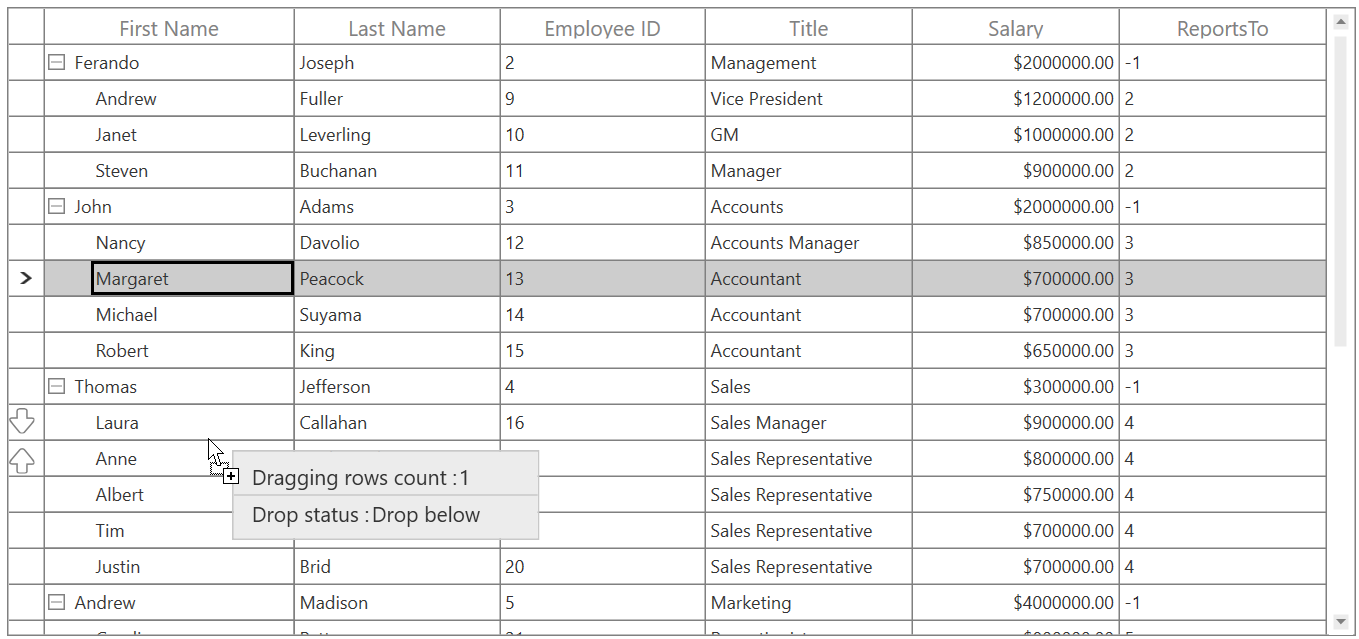 First Name Last Name Employee ID Title Salary ReportsTo
Ferando Joseph 2 Management $2000000.00 -1
Andrew Fuller 9 Vice President $1200000.00 2
Janet Leverling 10 GM $1000000.00 2
Steven Buchanan 11 Manager $900000.00 2
John Adams 3 Accounts $2000000.00 -1
Nancy Davolio 12 Accounts Manager $850000.00 3
Margaret Peacock 13 Accountant $700000.00 3
Michael Suyama 14 Accountant $700000.00 3
Robert King 15 Accountant $650000.00 3
Thomas Jefferson 4 Sales $300000.00 -1
Laura Callahan 16 Sales Manager $900000.00 4
Anne Sales Representative $800000.00 4
Dragging rows count :1
Albert Sales Representative $750000.00 4
Drop status :Drop below
Tim Sales Representative $700000.00 4
Justin Brid 20 Sales Representative $700000.00 4
Andrew Madison 5 Marketing $4000000.00 -1